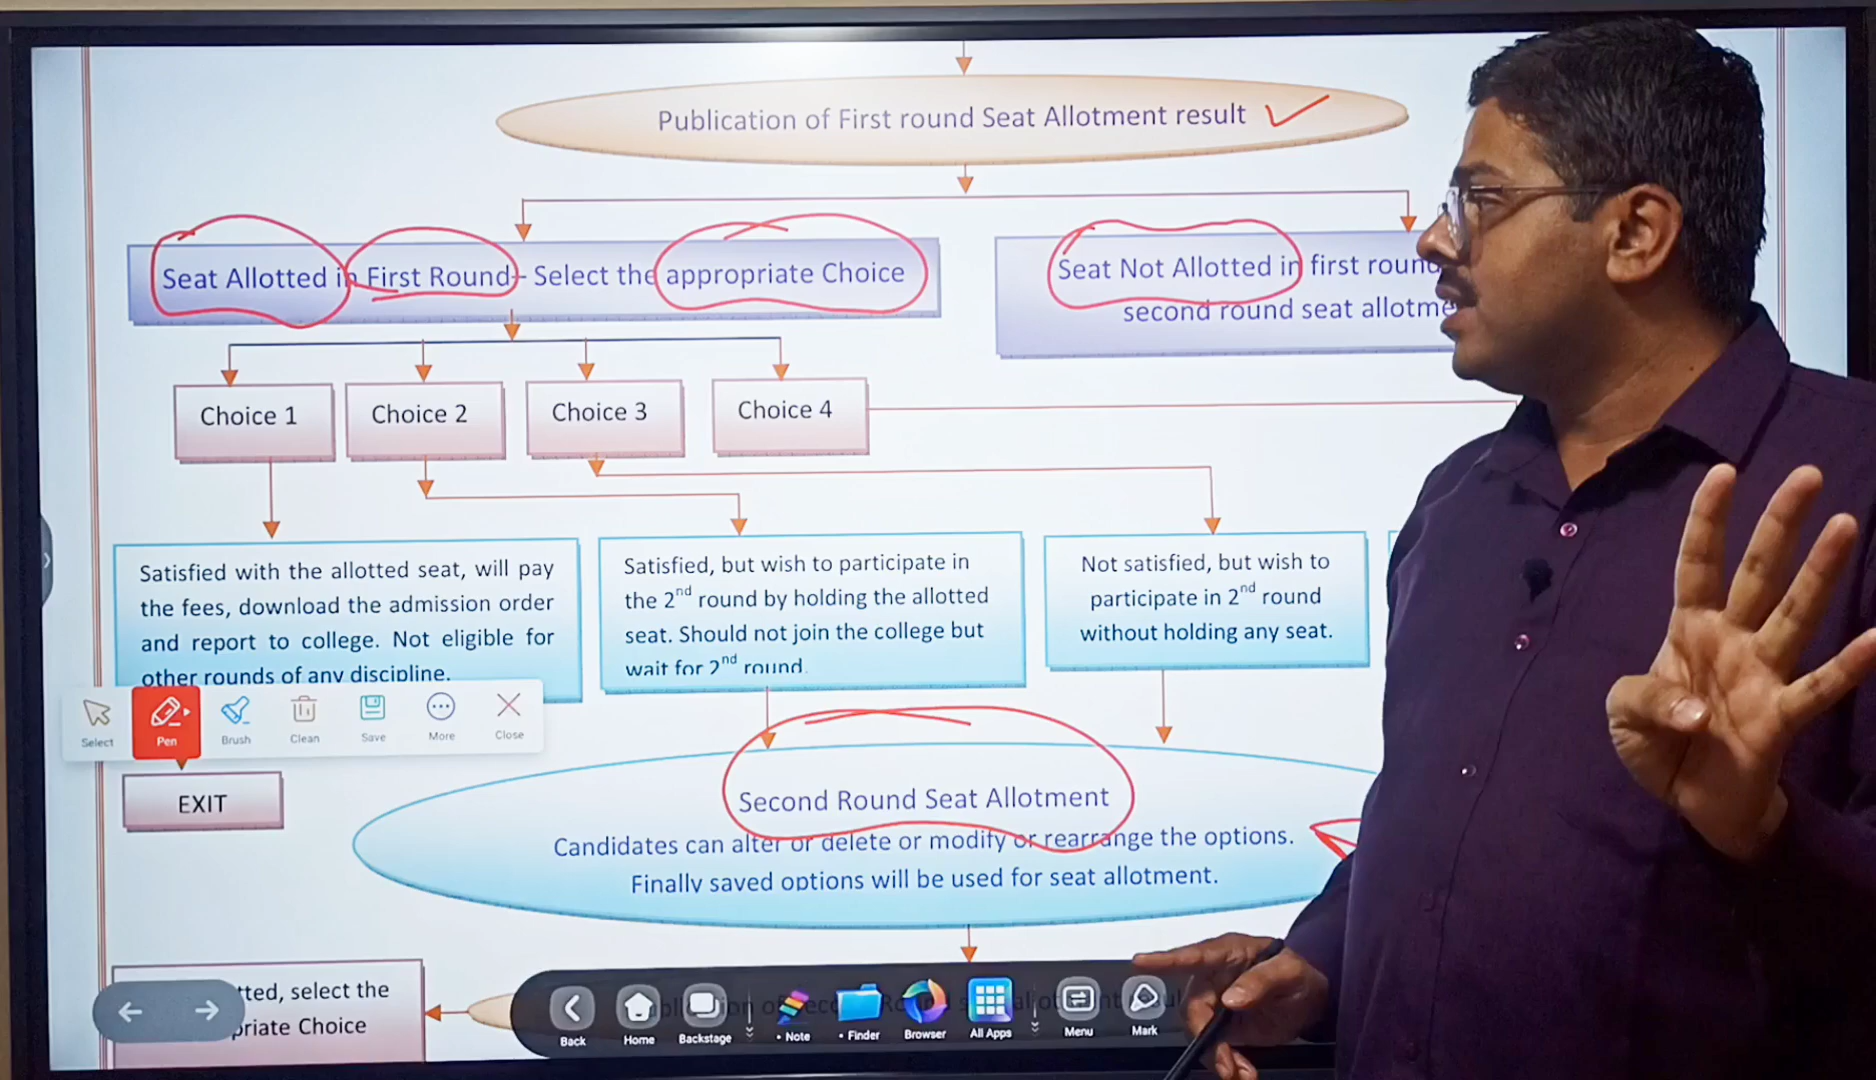 Publication of First round Seat Allotment result
Seat Allotted in First Round- Select the appropriate Choice
Seat Not Allotted in first round
second round seat allotme
Choice 1
Choice 2
Choice 3
Choice 4
Satisfied with the allotted seat, will pay
the fees, download the admission order
and report to college. Not eligible for
other rounds of any discipline.
Satisfied, but wish to participate in
the 2nd round by holding the allotted
seat. Should not join the college but
wait for 2nd round.
Not satisfied, but wish to
participate in 2nd round
without holding any seat.
Select
Pen
Brush
Clean
Save
More
Close
EXIT
Second Round Seat Allotment
Candidates can alter or delete or modify or rearrange the options.
Finally saved options will be used for seat allotment.
tted, select the
priate Choice
Back
Home
Backstage
Note
Finder
Browser
All Apps
Menu
Mark